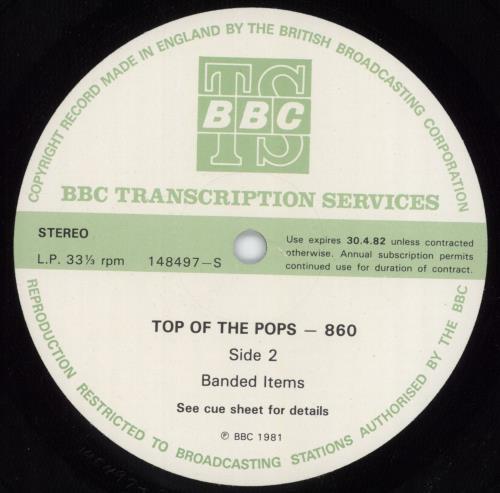 COPYRIGHT RECORD MADE IN ENGLAND BY THE BRITISH BROADCASTING CORPORATION
TS
BBC
BBC TRANSCRIPTION SERVICES
STEREO
L.P. 33⅓ rpm 148497–S
Use expires 30.4.82 unless contracted
otherwise. Annual subscription permits
continued use for duration of contract.
TOP OF THE POPS – 860
Side 2
Banded Items
See cue sheet for details
℗ BBC 1981
REPRODUCTION RESTRICTED TO BROADCASTING STATIONS AUTHORISED BY THE BBC